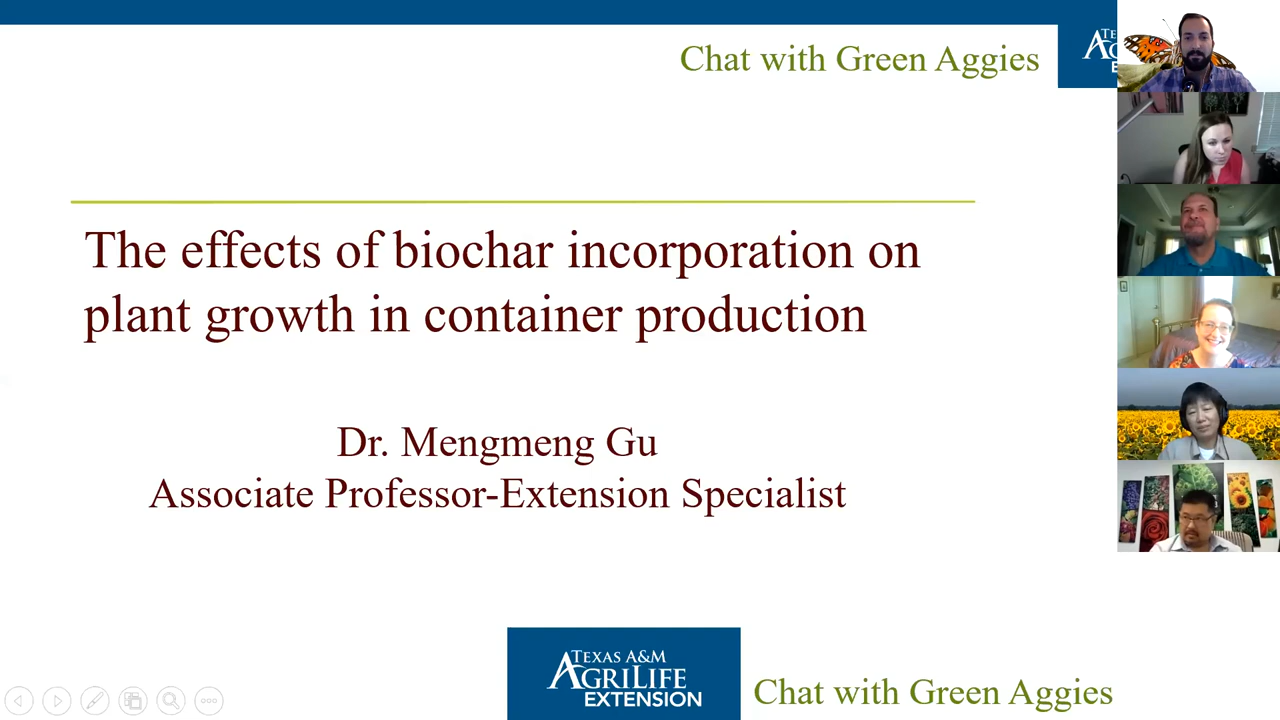 Chat with Green Aggies
The effects of biochar incorporation on
plant growth in container production
Dr. Mengmeng Gu
Associate Professor-Extension Specialist
TEXAS A&M
AGRILIFE
EXTENSION
Chat with Green Aggies